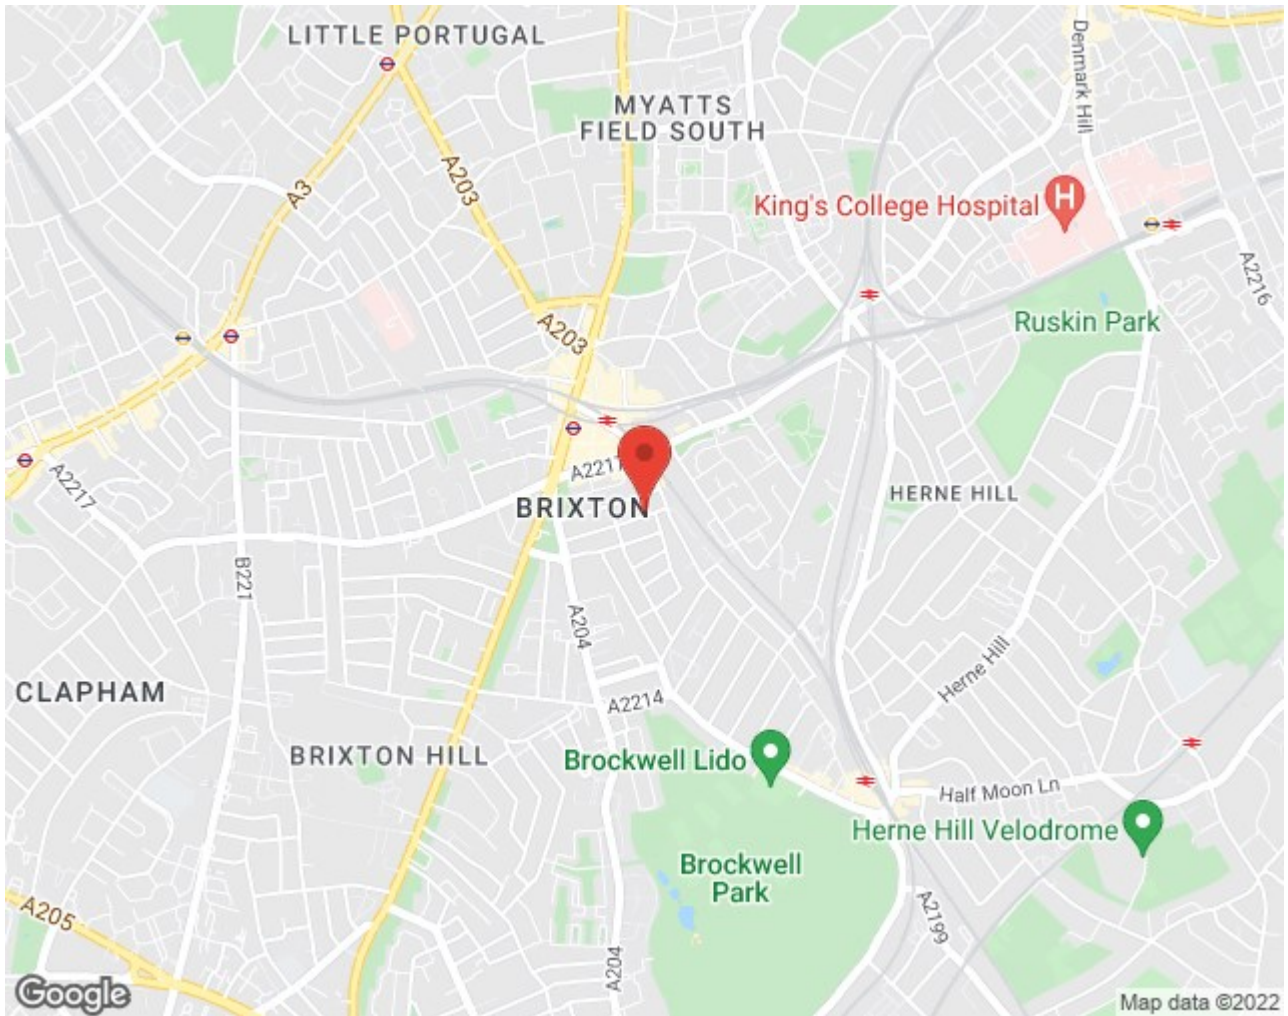 LITTLE PORTUGAL
Denmark Hill
MYATTS
FIELD SOUTH
A203
A3
King's College Hospital
H
A2216
Ruskin Park
A203
A2217
A2217
BRIXTON
HERNE HILL
B221
A204
Herne Hill
CLAPHAM
A2214
BRIXTON HILL
Brockwell Lido
Half Moon Ln
Herne Hill Velodrome
Brockwell
Park
A205
A2199
A204
Google
Map data ©2022